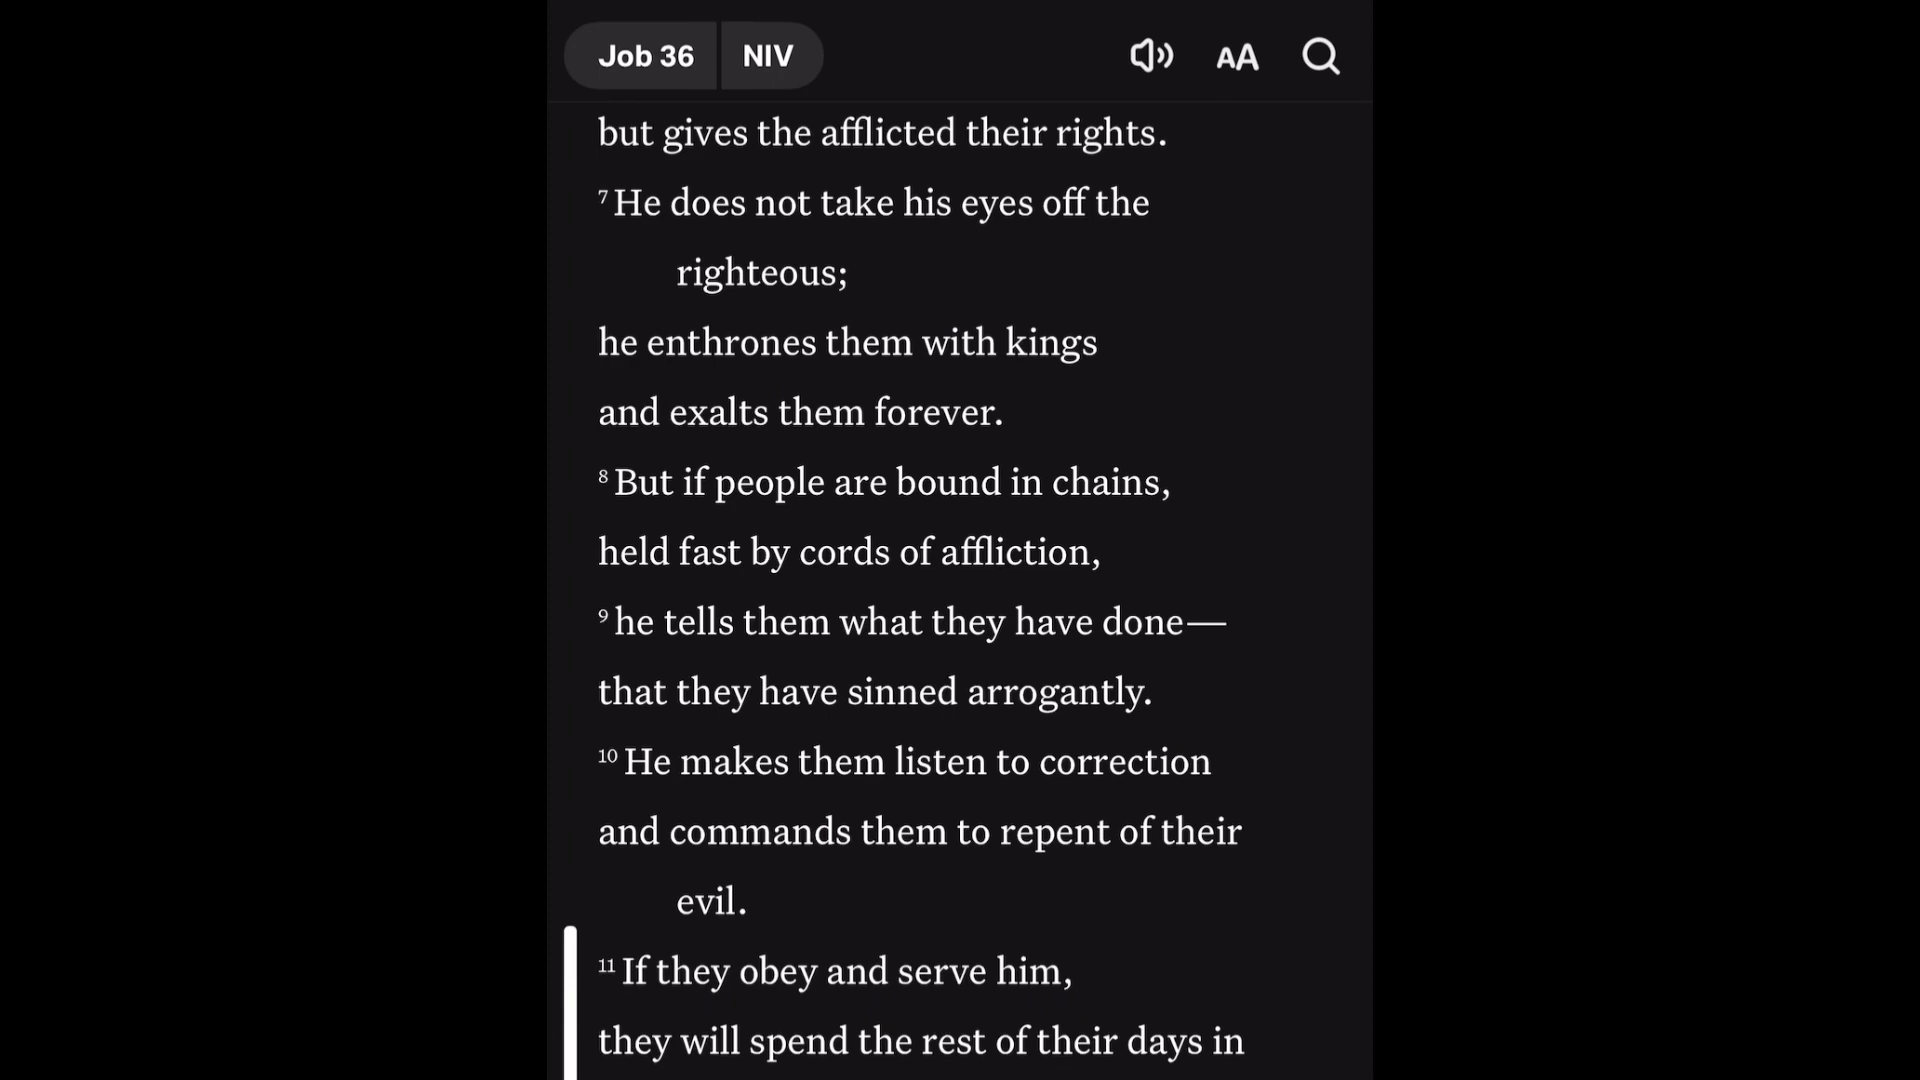 Job 36 NIV AA
but gives the afflicted their rights.
7 He does not take his eyes off the
righteous;
he enthrones them with kings
and exalts them forever.
8 But if people are bound in chains,
held fast by cords of affliction,
9 he tells them what they have done—
that they have sinned arrogantly.
10 He makes them listen to correction
and commands them to repent of their
evil.
11 If they obey and serve him,
they will spend the rest of their days in